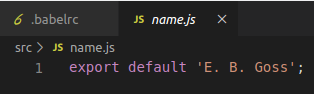 .babelrc JS name.js ×
src > JS name.js
1 export default 'E. B. Goss';